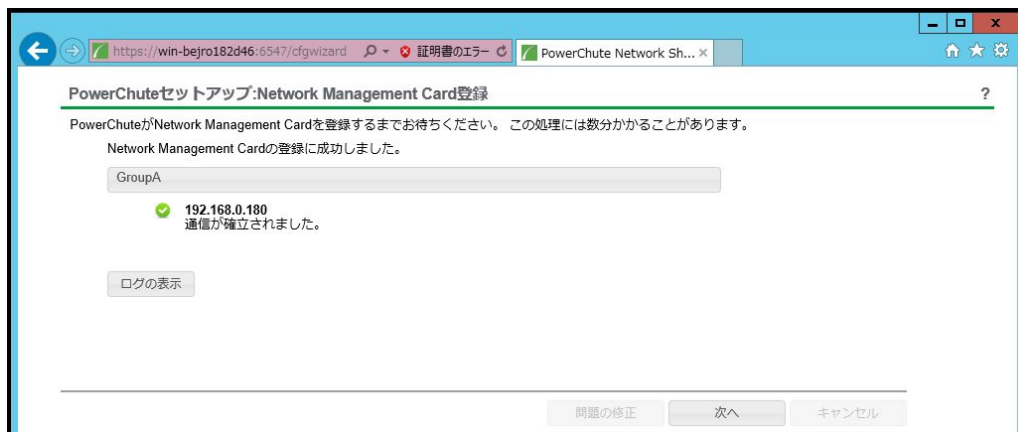 https://win-bejro182d46:6547/cfgwizard 証明書のエラー PowerChute Network Sh...
PowerChuteセットアップ:Network Management Card登録 ?
PowerChuteがNetwork Management Cardを登録するまでお待ちください。 この処理には数分かかることがあります。
Network Management Cardの登録に成功しました。
GroupA
192.168.0.180
通信が確立されました。
ログの表示
問題の修正 次へ キャンセル